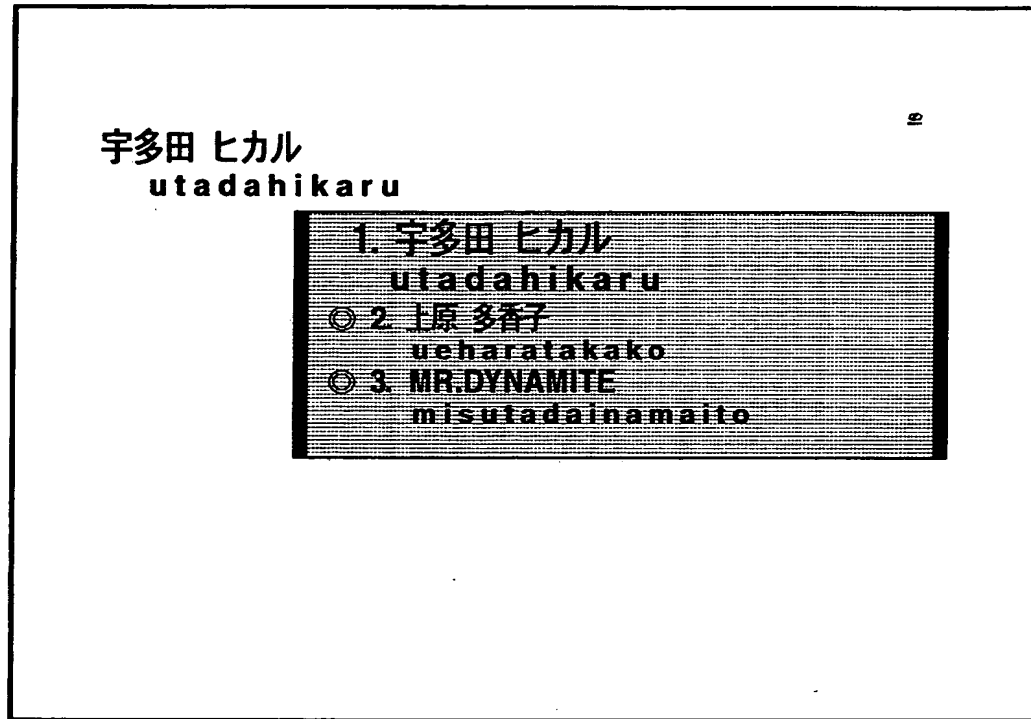 宇多田 ヒカル
utadahikaru
1. 宇多田 ヒカル
utadahikaru
◎ 2. 上原 多香子
ueharatakako
◎ 3. MR.DYNAMITE
misutadainamaito